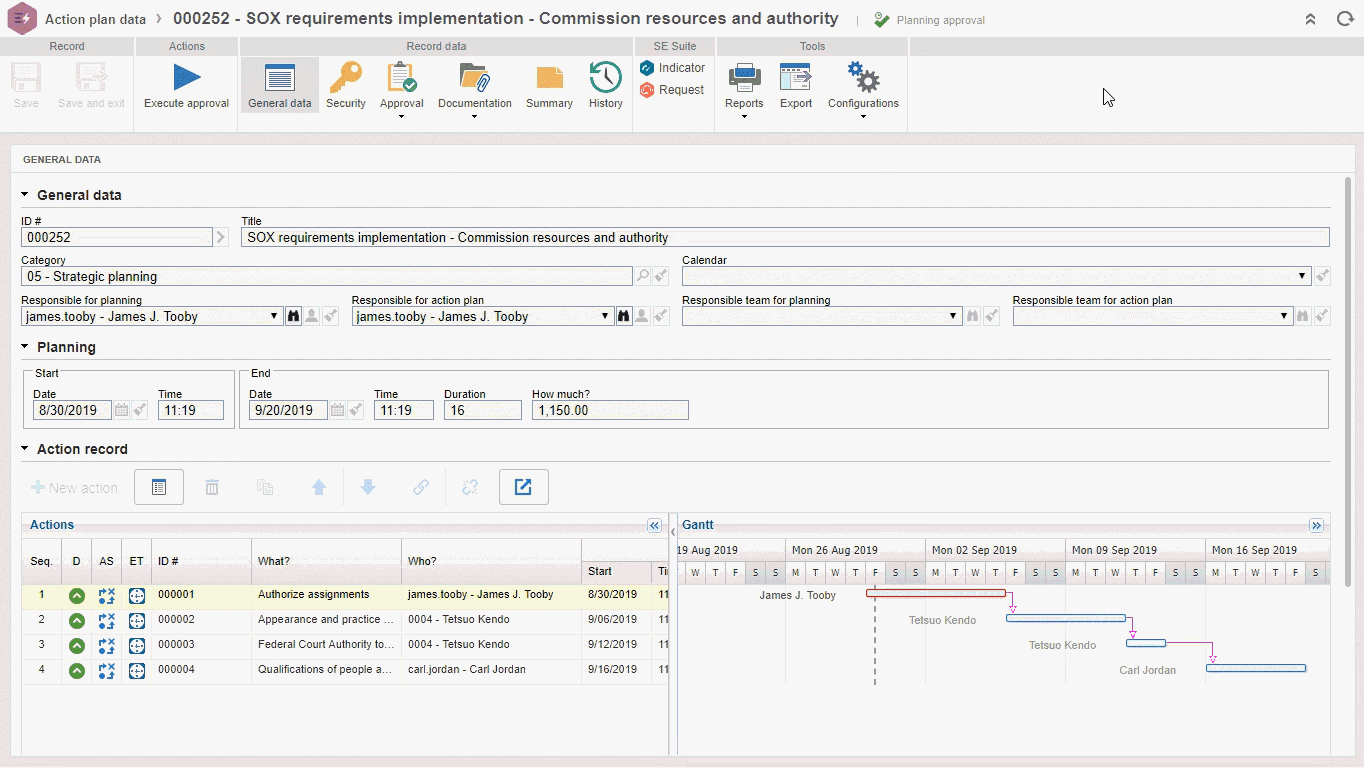 Action plan data > 000252 - SOX requirements implementation - Commission resources and authority | Planning approval
Record Actions Record data SE Suite Tools
Save Save and exit Execute approval General data Security Approval Documentation Summary History Indicator Request Reports Export Configurations
GENERAL DATA
General data
ID # Title
000252 SOX requirements implementation - Commission resources and authority
Category Calendar
05 - Strategic planning
Responsible for planning Responsible for action plan Responsible team for planning Responsible team for action plan
james.tooby - James J. Tooby james.tooby - James J. Tooby
Planning
Start End
Date Time Date Time Duration How much?
8/30/2019 11:19 9/20/2019 11:19 16 1,150.00
Action record
New action
Actions Gantt
Seq. D AS ET ID # What? Who? Start Ti
19 Aug 2019 Mon 26 Aug 2019 Mon 02 Sep 2019 Mon 09 Sep 2019 Mon 16 Sep 2019
W T F S S M T W T F S S M T W T F S S M T W T F S S M T W T F S
1 000001 Authorize assignments james.tooby - James J. Tooby 8/30/2019 11 James J. Tooby
2 000002 Appearance and practice ... 0004 - Tetsuo Kendo 9/06/2019 11 Tetsuo Kendo
3 000003 Federal Court Authority to... 0004 - Tetsuo Kendo 9/12/2019 11 Tetsuo Kendo
4 000004 Qualifications of people a... carl.jordan - Carl Jordan 9/16/2019 11 Carl Jordan